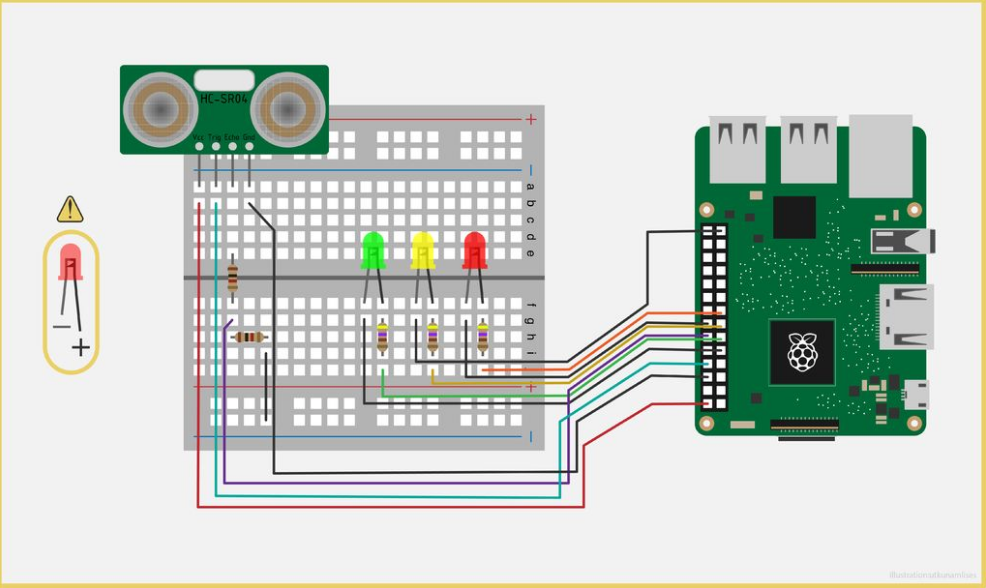 HC-SR04
Vcc Trig Echo Gnd
+
-
a
b
c
d
e
f
g
h
i
+
-
-
+